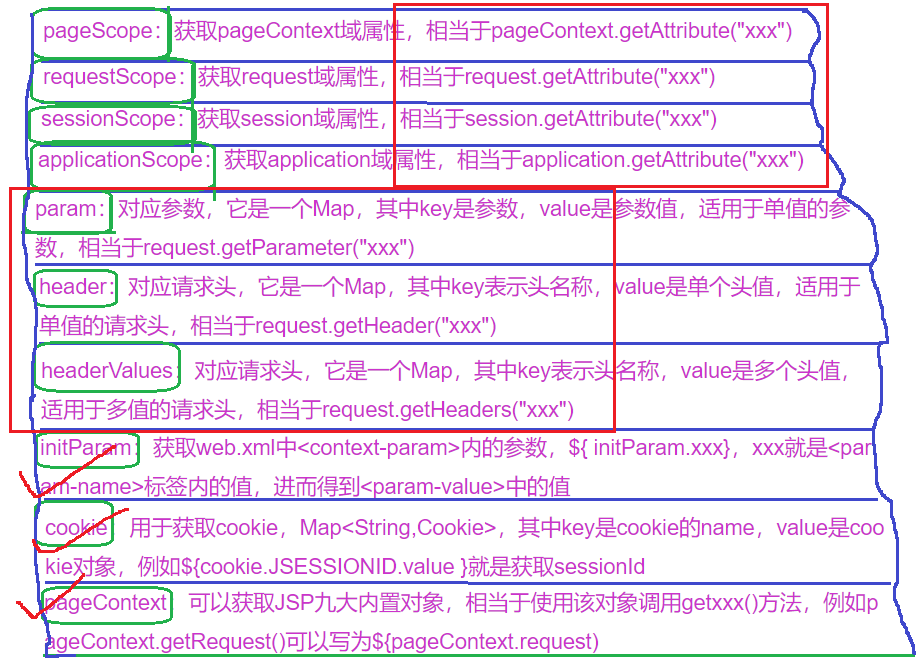 pageScope：获取pageContext域属性，相当于pageContext.getAttribute("xxx")
requestScope：获取request域属性，相当于request.getAttribute("xxx")
sessionScope：获取session域属性，相当于session.getAttribute("xxx")
applicationScope：获取application域属性，相当于application.getAttribute("xxx")
param：对应参数，它是一个Map，其中key是参数，value是参数值，适用于单值的参
数，相当于request.getParameter("xxx")
header：对应请求头，它是一个Map，其中key表示头名称，value是单个头值，适用于
单值的请求头，相当于request.getHeader("xxx")
headerValues：对应请求头，它是一个Map，其中key表示头名称，value是多个头值，
适用于多值的请求头，相当于request.getHeaders("xxx")
initParam：获取web.xml中<context-param>内的参数，${ initParam.xxx}，xxx就是<par
am-name>标签内的值，进而得到<param-value>中的值
cookie 用于获取cookie，Map<String,Cookie>，其中key是cookie的name，value是coo
kie对象，例如${cookie.JSESSIONID.value }就是获取sessionId
pageContext 可以获取JSP九大内置对象，相当于使用该对象调用getxxx()方法，例如p
ageContext.getRequest()可以写为${pageContext.request)